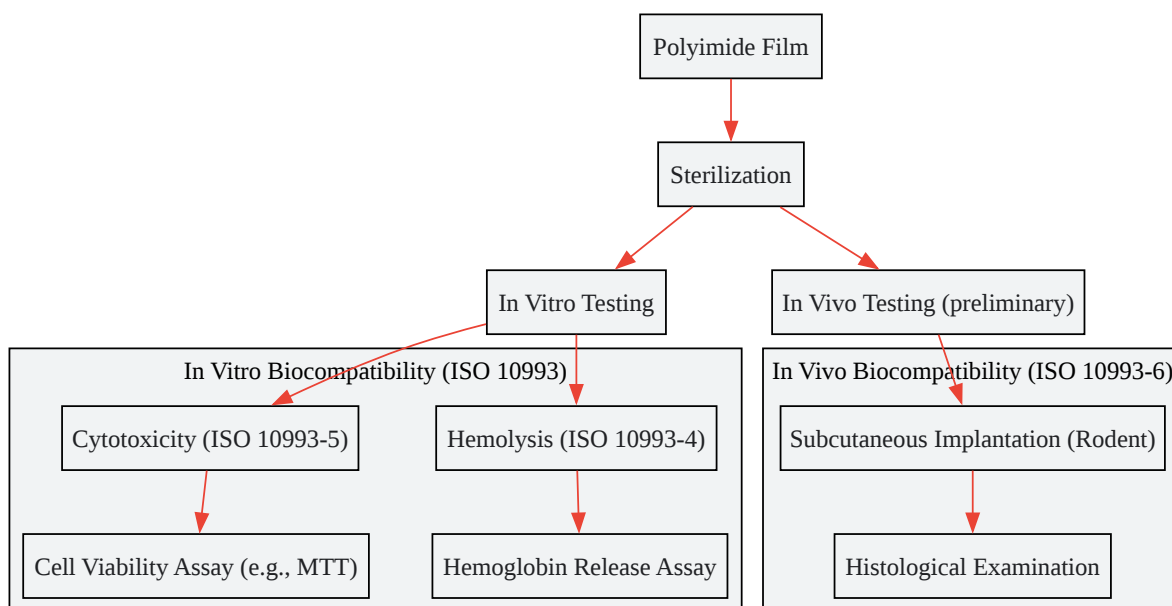 Polyimide Film
Sterilization
In Vitro Testing
In Vivo Testing (preliminary)
In Vitro Biocompatibility (ISO 10993)
In Vivo Biocompatibility (ISO 10993-6)
Cytotoxicity (ISO 10993-5)
Hemolysis (ISO 10993-4)
Subcutaneous Implantation (Rodent)
Cell Viability Assay (e.g., MTT)
Hemoglobin Release Assay
Histological Examination